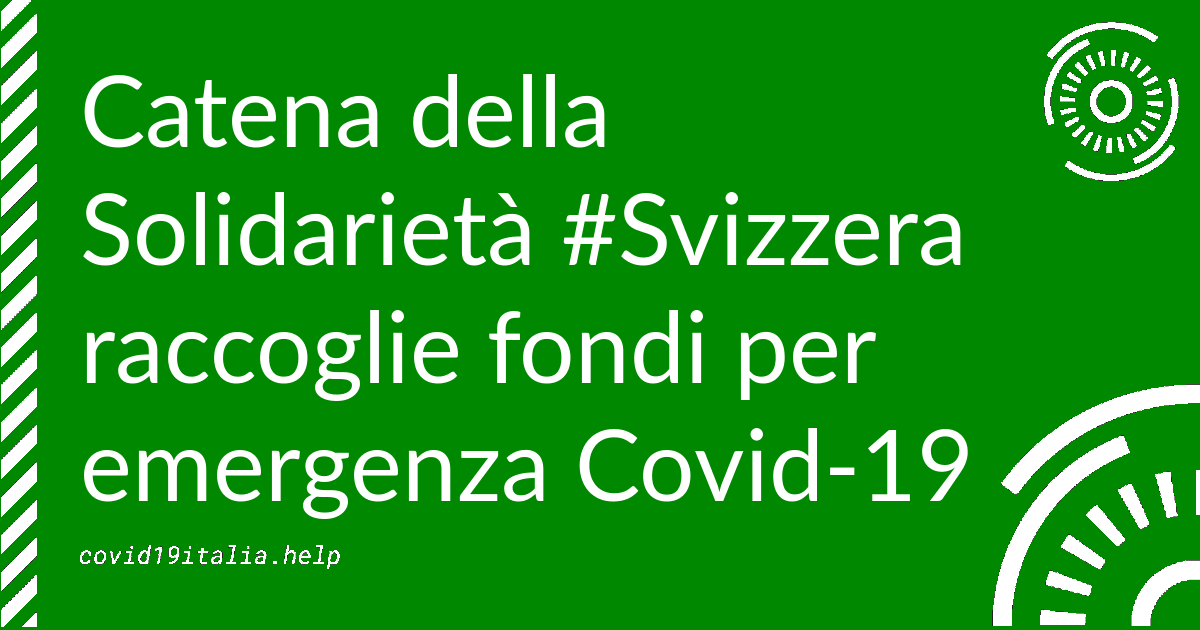 Catena della
Solidarietà #Svizzera
raccoglie fondi per
emergenza Covid-19
covid19italia.help